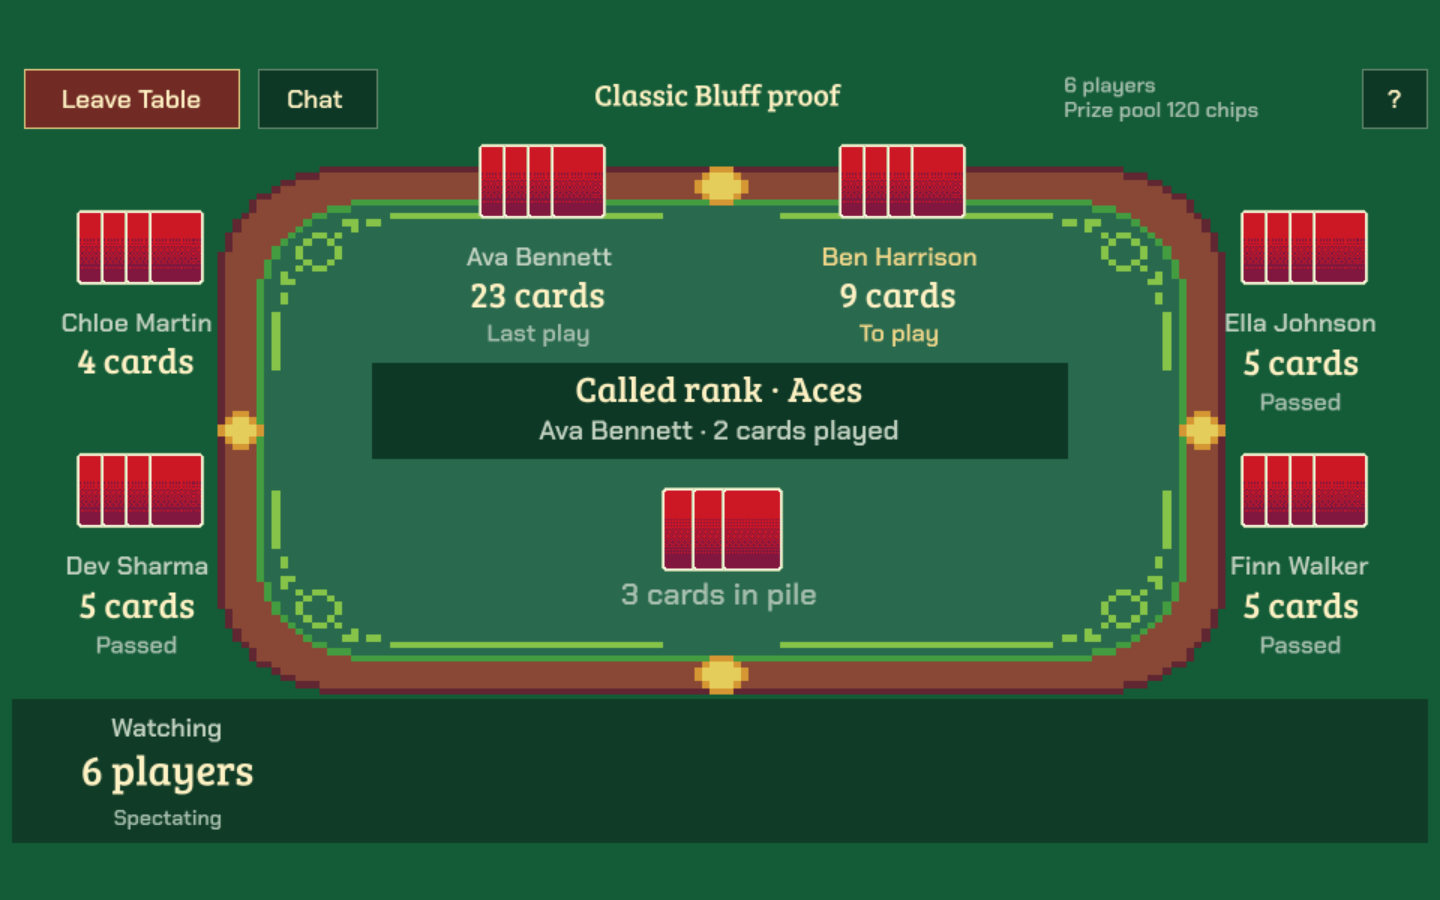 Leave Table
Chat
Classic Bluff proof
6 players
Prize pool 120 chips
?
Ava Bennett
23 cards
Last play
Ben Harrison
9 cards
To play
Chloe Martin
4 cards
Ella Johnson
5 cards
Passed
Called rank · Aces
Ava Bennett · 2 cards played
3 cards in pile
Dev Sharma
5 cards
Passed
Finn Walker
5 cards
Passed
Watching
6 players
Spectating